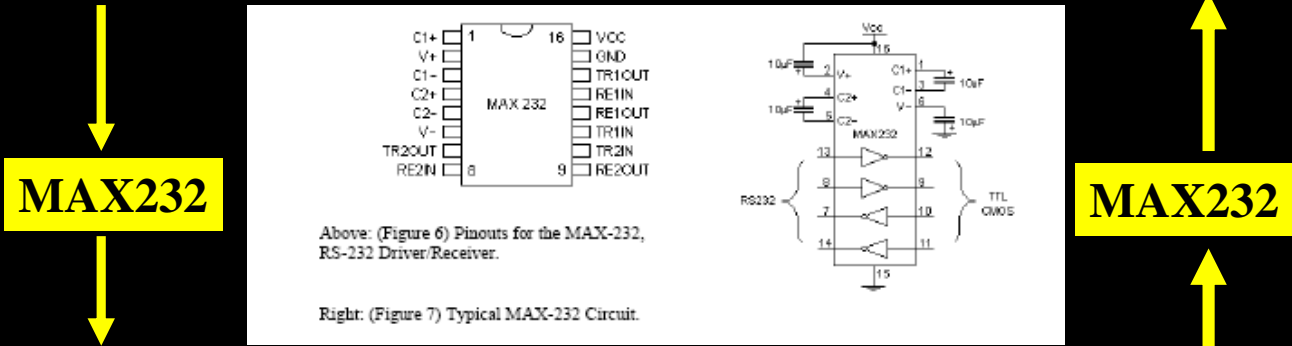 MAX232
C1+ 1 16 VCC
V+ GND
C1- TR1OUT
C2+ RE1IN
MAX 232
C2- RE1OUT
V- TR1IN
TR2OUT TR2IN
RE2IN 8 9 RE2OUT
Above: (Figure 6) Pinouts for the MAX-232,
RS-232 Driver/Receiver.
Right: (Figure 7) Typical MAX-232 Circuit.
Vcc
16
10µF 2 V+ C1+ 1
C1- 3 10µF
4 C2+
10µF V- 6
5 C2- 10µF
MAX232
13 12
8 9
RS232 TTL
CMOS
7 10
14 11
15
MAX232